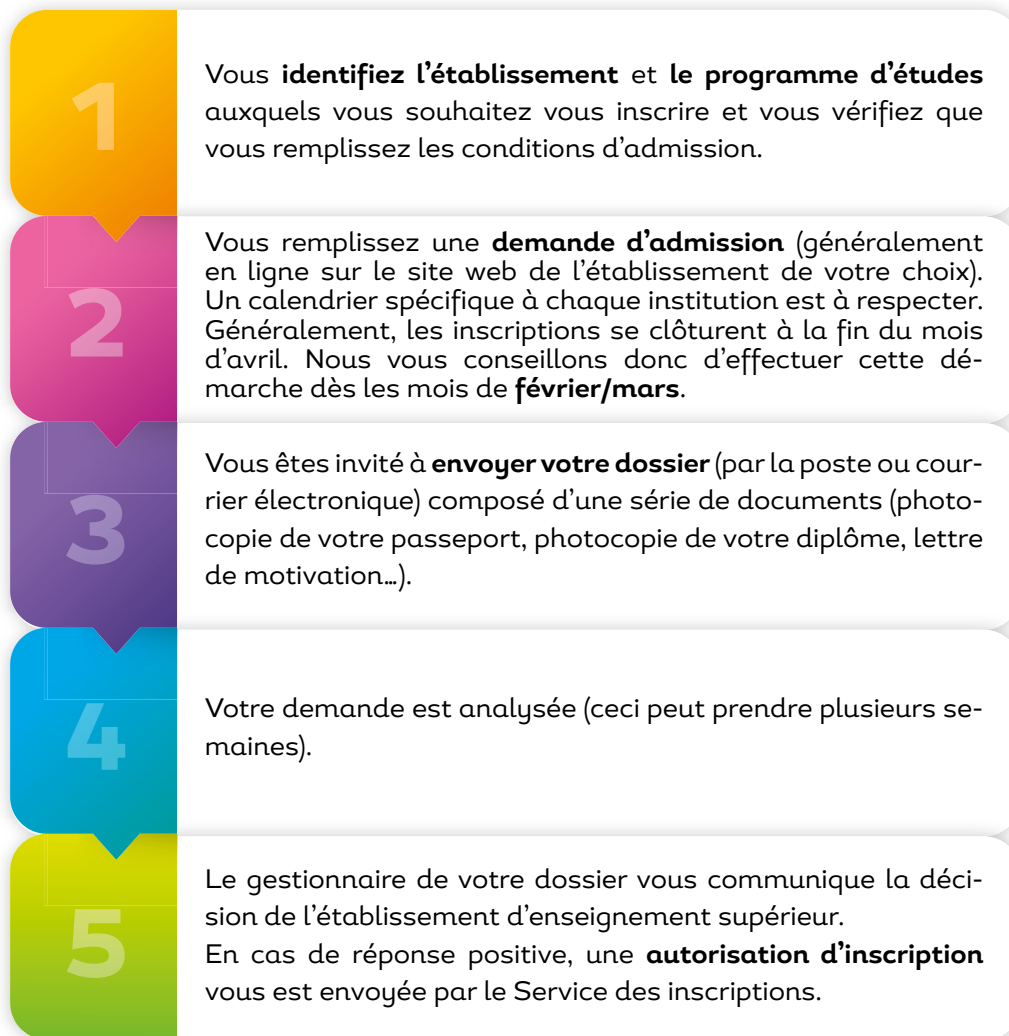 1
Vous identifiez l’établissement et le programme d’études
auxquels vous souhaitez vous inscrire et vous vérifiez que
vous remplissez les conditions d’admission.
2
Vous remplissez une demande d’admission (généralement
en ligne sur le site web de l’établissement de votre choix).
Un calendrier spécifique à chaque institution est à respecter.
Généralement, les inscriptions se clôturent à la fin du mois
d’avril. Nous vous conseillons donc d’effectuer cette dé-
marche dès les mois de février/mars.
3
Vous êtes invité à envoyer votre dossier (par la poste ou cour-
rier électronique) composé d’une série de documents (photo-
copie de votre passeport, photocopie de votre diplôme, lettre
de motivation…).
4
Votre demande est analysée (ceci peut prendre plusieurs se-
maines).
5
Le gestionnaire de votre dossier vous communique la déci-
sion de l’établissement d’enseignement supérieur.
En cas de réponse positive, une autorisation d’inscription
vous est envoyée par le Service des inscriptions.